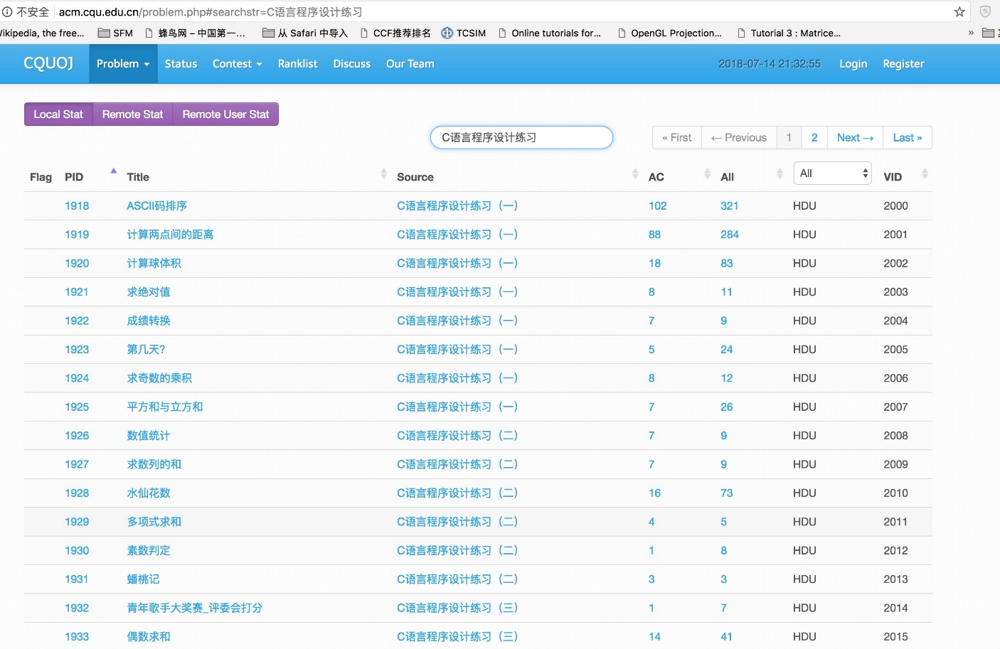 不安全 acm.cqu.edu.cn/problem.php#searchstr=C语言程序设计练习
ikipedia, the free... SFM 蜂鸟网 – 中国第一... 从 Safari 中导入 CCF推荐排名 TCSIM Online tutorials for... OpenGL Projection... Tutorial 3 : Matrice... »
CQUOJ Problem Status Contest Ranklist Discuss Our Team 2018-07-14 21:32:55 Login Register
Local Stat Remote Stat Remote User Stat
C语言程序设计练习 « First ← Previous 1 2 Next → Last »
Flag PID Title Source AC All All VID
1918 ASCII码排序 C语言程序设计练习（一） 102 321 HDU 2000
1919 计算两点间的距离 C语言程序设计练习（一） 88 284 HDU 2001
1920 计算球体积 C语言程序设计练习（一） 18 83 HDU 2002
1921 求绝对值 C语言程序设计练习（一） 8 11 HDU 2003
1922 成绩转换 C语言程序设计练习（一） 7 9 HDU 2004
1923 第几天? C语言程序设计练习（一） 5 24 HDU 2005
1924 求奇数的乘积 C语言程序设计练习（一） 8 12 HDU 2006
1925 平方和与立方和 C语言程序设计练习（一） 7 26 HDU 2007
1926 数值统计 C语言程序设计练习（二） 7 9 HDU 2008
1927 求数列的和 C语言程序设计练习（二） 7 9 HDU 2009
1928 水仙花数 C语言程序设计练习（二） 16 73 HDU 2010
1929 多项式求和 C语言程序设计练习（二） 4 5 HDU 2011
1930 素数判定 C语言程序设计练习（二） 1 8 HDU 2012
1931 蟠桃记 C语言程序设计练习（二） 3 3 HDU 2013
1932 青年歌手大奖赛_评委会打分 C语言程序设计练习（三） 1 7 HDU 2014
1933 偶数求和 C语言程序设计练习（三） 14 41 HDU 2015